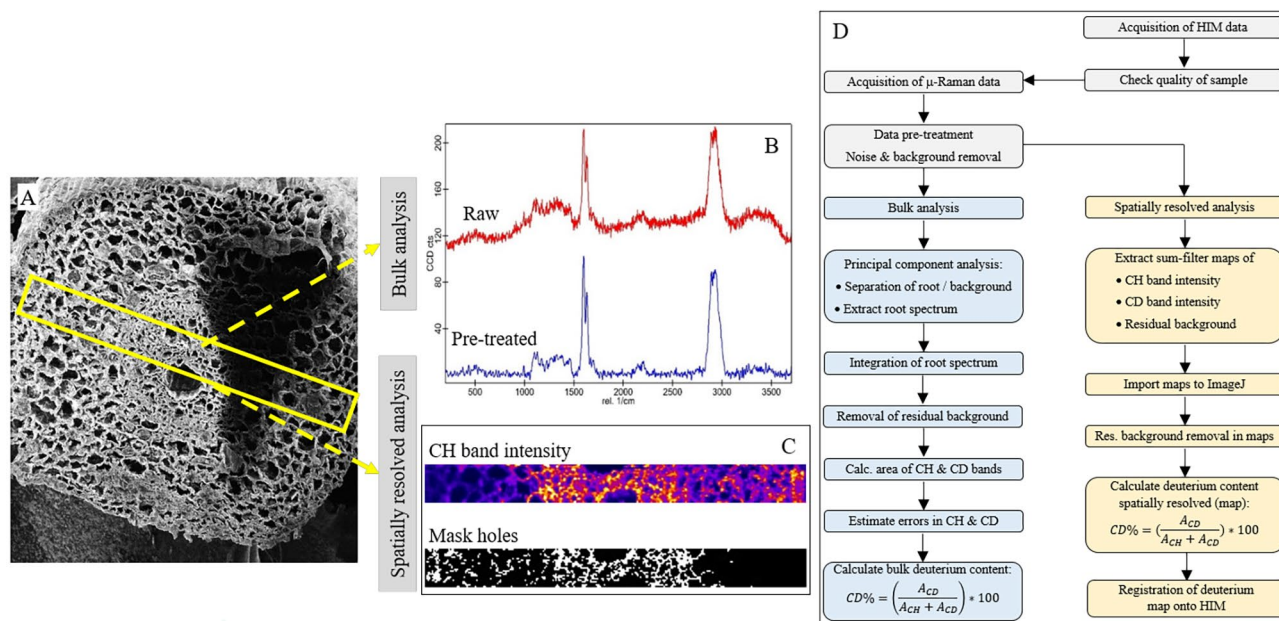 A
Bulk analysis
Spatially resolved analysis
B
200
160
120
80
40
CCD cts
Raw
Pre-treated
500
1000
1500
2000
2500
3000
3500
rel. 1/cm
C
CH band intensity
Mask holes
D
Acquisition of HIM data
Check quality of sample
Acquisition of μ-Raman data
Data pre-treatment
Noise & background removal
Bulk analysis
Principal component analysis:
• Separation of root / background
• Extract root spectrum
Integration of root spectrum
Removal of residual background
Calc. area of CH & CD bands
Estimate errors in CH & CD
Calculate bulk deuterium content:
CD% = (A_CD / (A_CH + A_CD)) * 100
Spatially resolved analysis
Extract sum-filter maps of
• CH band intensity
• CD band intensity
• Residual background
Import maps to ImageJ
Res. background removal in maps
Calculate deuterium content
spatially resolved (map):
CD% = (A_CD / (A_CH + A_CD)) * 100
Registration of deuterium
map onto HIM